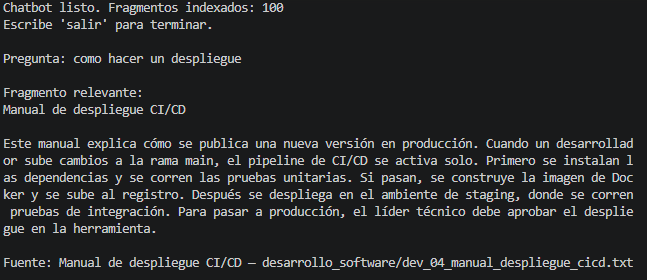 Chatbot listo. Fragmentos indexados: 100
Escribe 'salir' para terminar.
Pregunta: como hacer un despliegue
Fragmento relevante:
Manual de despliegue CI/CD
Este manual explica cómo se publica una nueva versión en producción. Cuando un desarrollad
or sube cambios a la rama main, el pipeline de CI/CD se activa solo. Primero se instalan l
as dependencias y se corren las pruebas unitarias. Si pasan, se construye la imagen de Doc
ker y se sube al registro. Después se despliega en el ambiente de staging, donde se corren
 pruebas de integración. Para pasar a producción, el líder técnico debe aprobar el desplie
gue en la herramienta.
Fuente: Manual de despliegue CI/CD — desarrollo_software/dev_04_manual_despliegue_cicd.txt